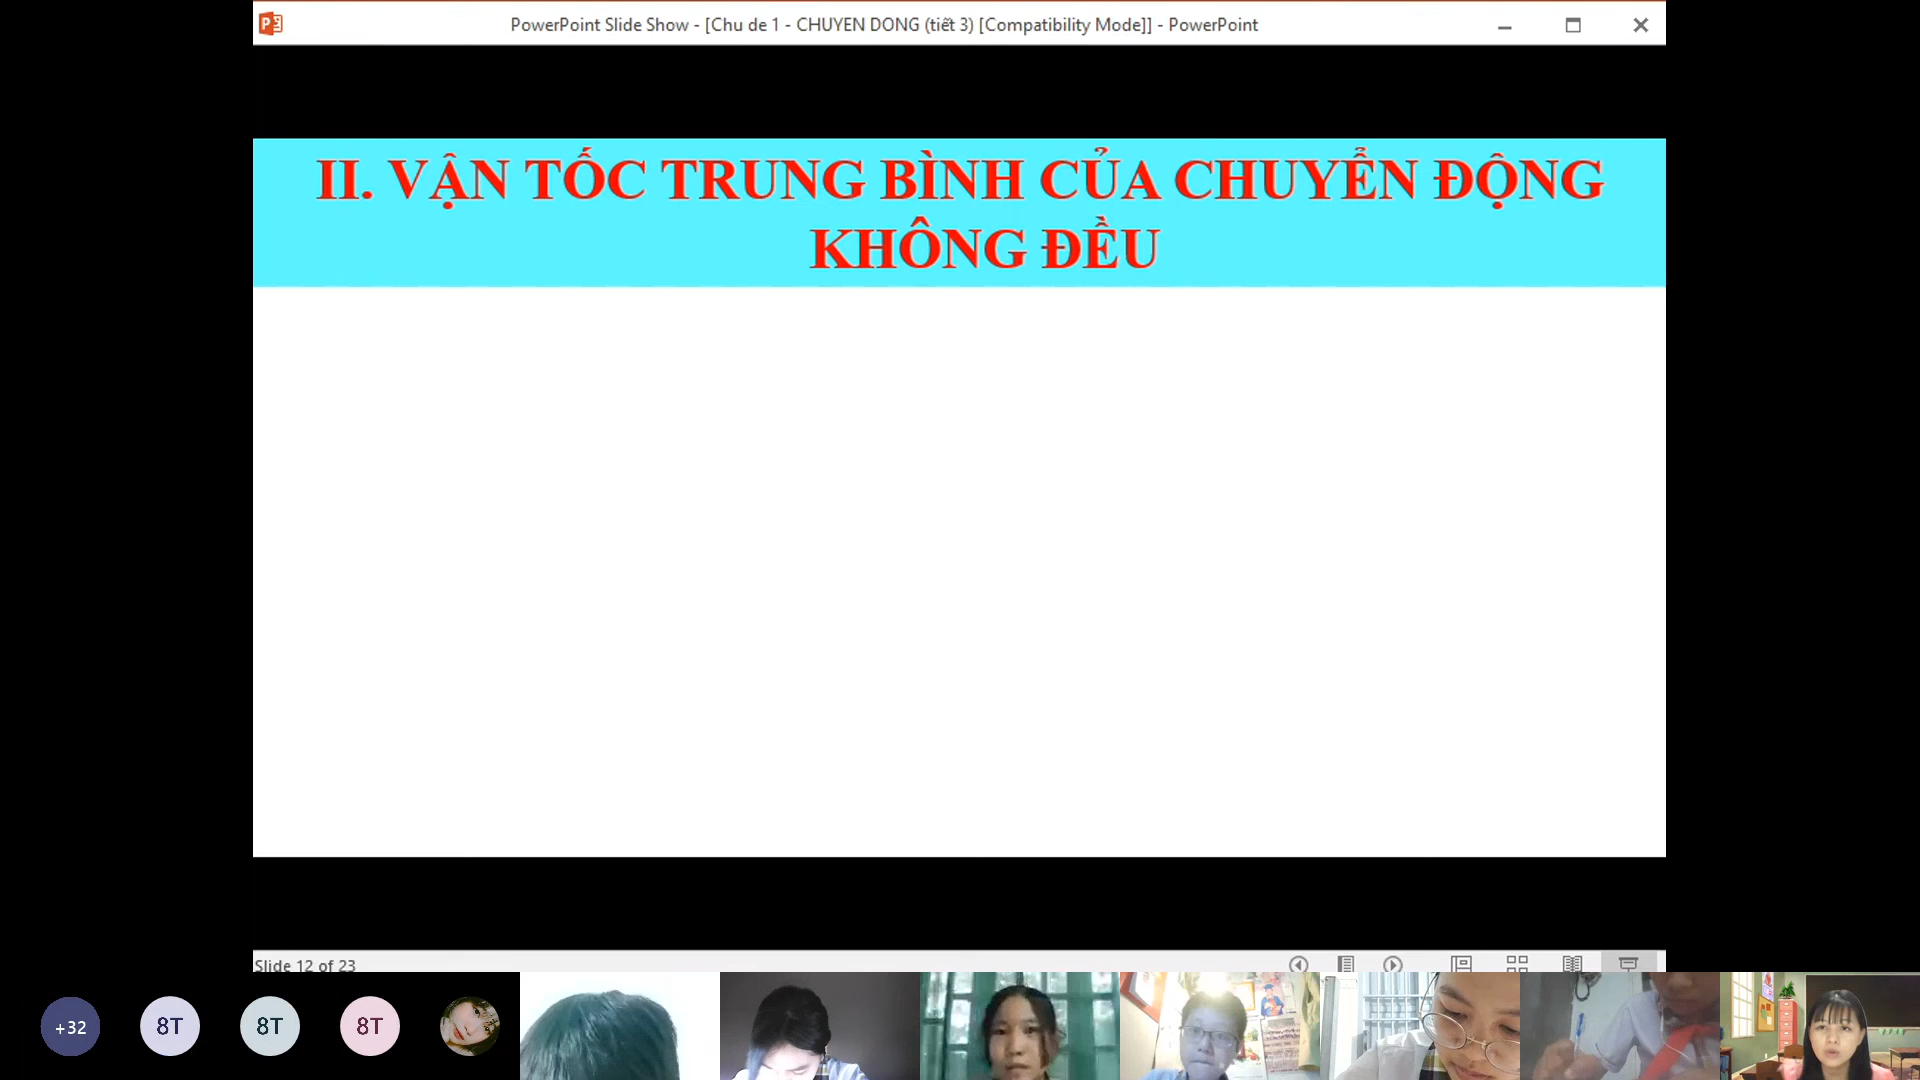 PowerPoint Slide Show - [Chu de 1 - CHUYEN DONG (tiết 3) [Compatibility Mode]] - PowerPoint
II. VẬN TỐC TRUNG BÌNH CỦA CHUYỂN ĐỘNG
KHÔNG ĐỀU
Slide 12 of 23
+32
8T
8T
8T